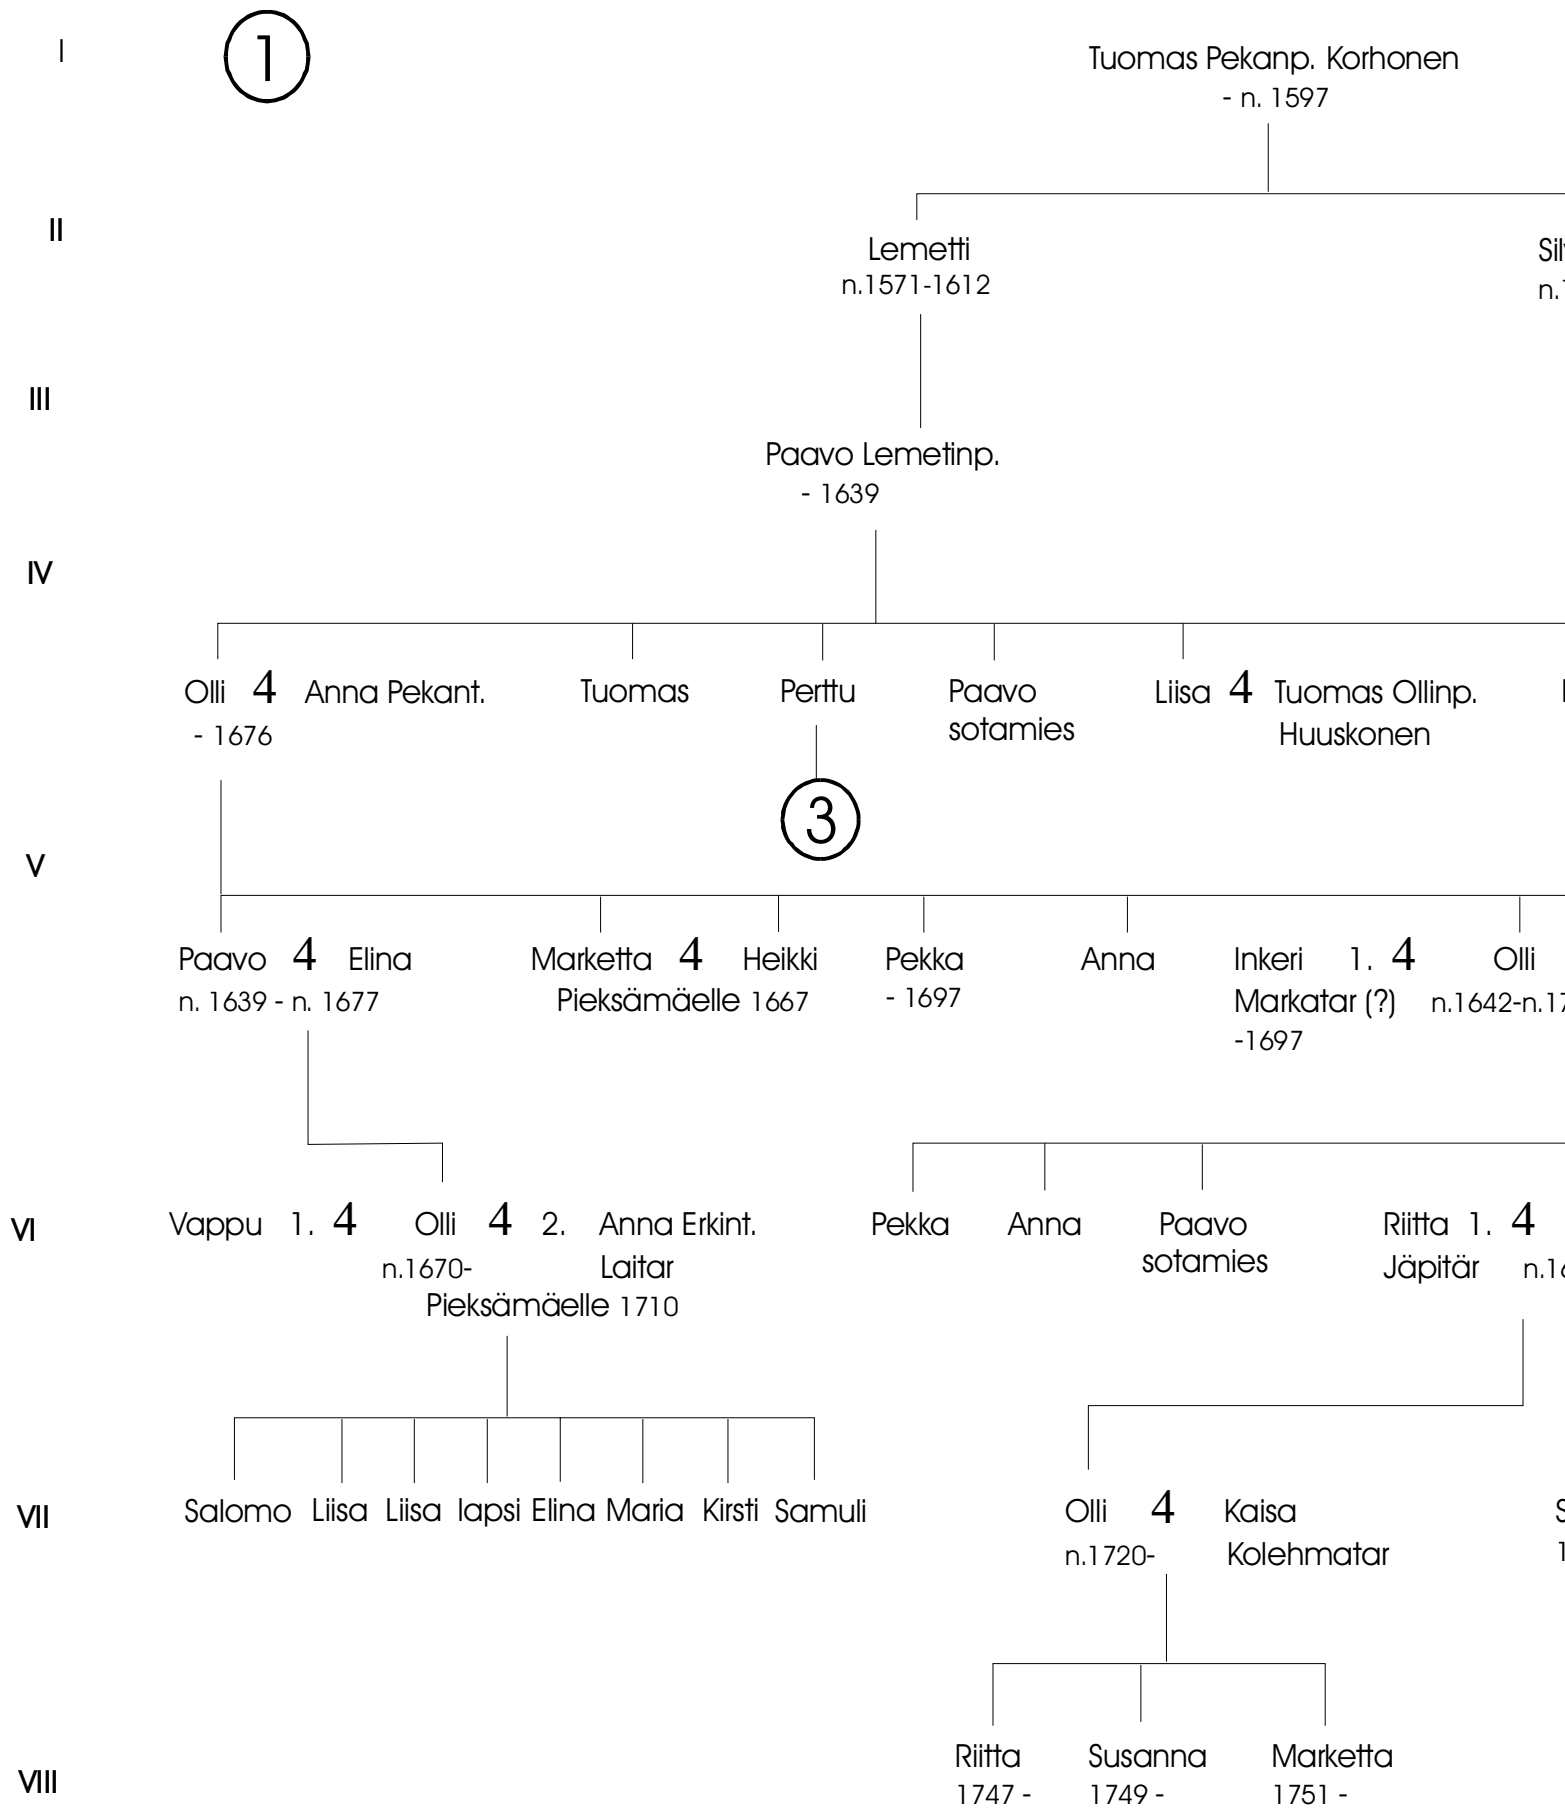 I
1
Tuomas Pekanp. Korhonen
- n. 1597
II
Lemetti
n.1571-1612
III
Paavo Lemetinp.
- 1639
IV
Olli 4 Anna Pekant. Tuomas Perttu Paavo Liisa 4 Tuomas Ollinp.
- 1676 sotamies Huuskonen
3
V
Paavo 4 Elina Marketta 4 Heikki Pekka Anna Inkeri 1. 4 Olli
n. 1639 - n. 1677 Pieksämäelle 1667 - 1697 Markatar (?) n.1642-n.17
-1697
VI
Vappu 1. 4 Olli 4 2. Anna Erkint. Pekka Anna Paavo Riitta 1. 4
n.1670- Laitar sotamies Jäpitär n.16
Pieksämäelle 1710
VII
Salomo Liisa Liisa lapsi Elina Maria Kirsti Samuli Olli 4 Kaisa
n.1720- Kolehmatar
VIII
Riitta Susanna Marketta
1747 - 1749 - 1751 -